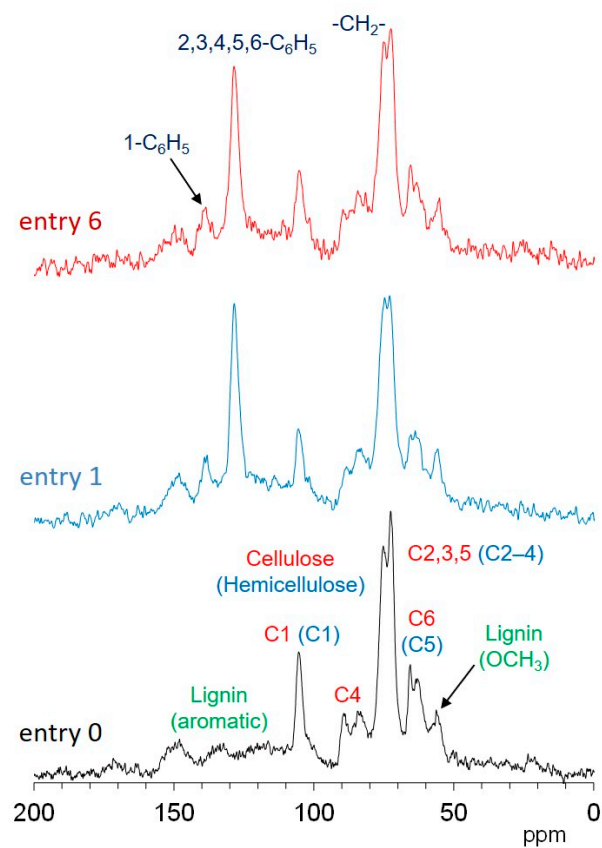 -CH₂-
2,3,4,5,6-C₆H₅
1-C₆H₅
entry 6
entry 1
Cellulose
(Hemicellulose)
C1 (C1)
C2,3,5 (C2–4)
C6
(C5)
C4
Lignin
(OCH₃)
Lignin
(aromatic)
entry 0
200 150 100 50 0
ppm